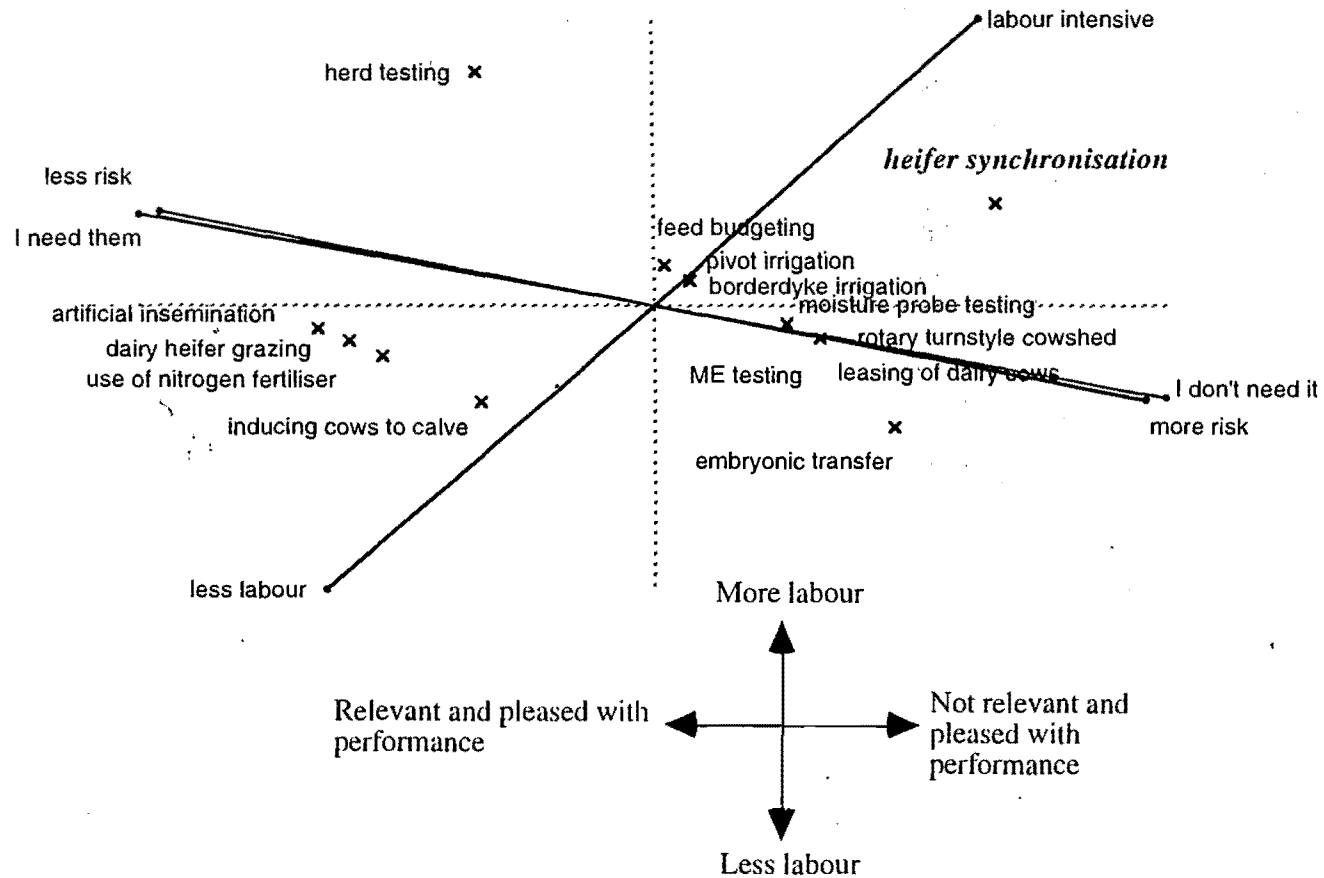 labour intensive
herd testing
heifer synchronisation
less risk
feed budgeting
I need them
pivot irrigation
borderdyke irrigation
moisture probe testing
artificial insemination
rotary turnstyle cowshed
dairy heifer grazing
ME testing
leasing of dairy cows
use of nitrogen fertiliser
I don't need it
inducing cows to calve
more risk
embryonic transfer
less labour
More labour
Relevant and pleased with
performance
Not relevant and
pleased with
performance
Less labour